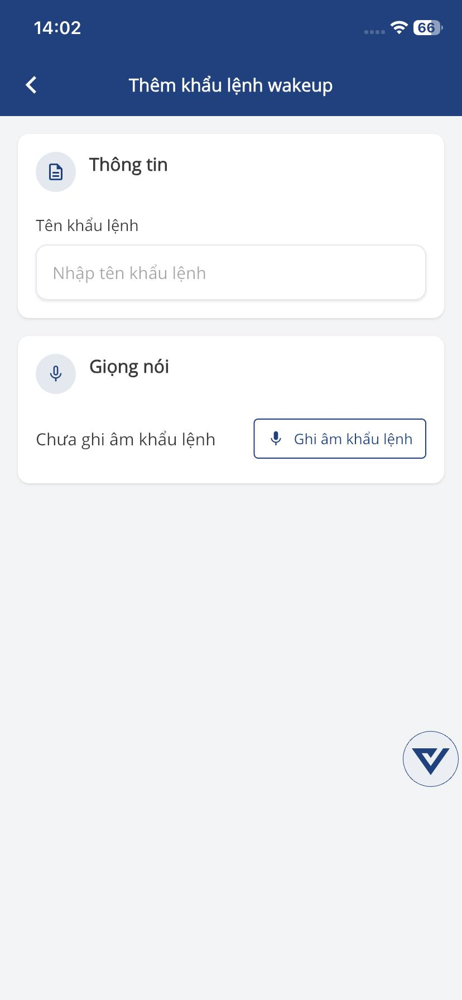 14:02
66
Thêm khẩu lệnh wakeup
Thông tin
Tên khẩu lệnh
Nhập tên khẩu lệnh
Giọng nói
Chưa ghi âm khẩu lệnh
Ghi âm khẩu lệnh